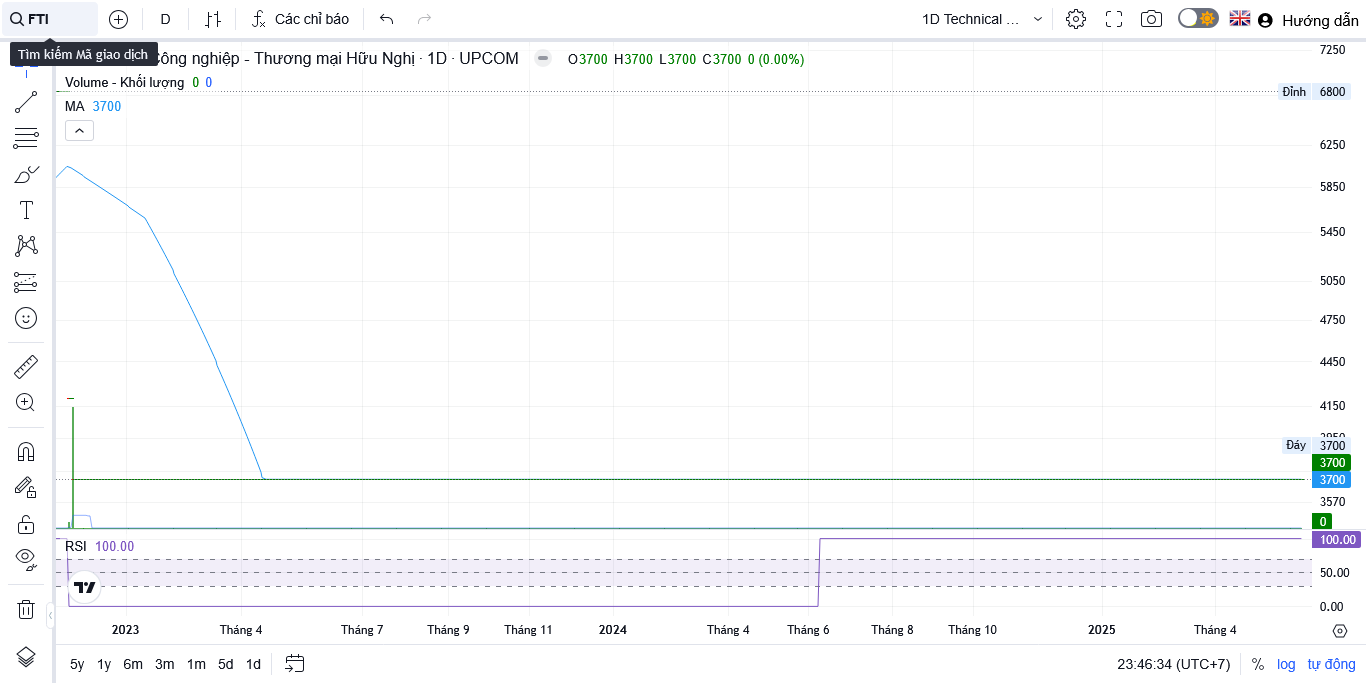 FTI
D
Các chỉ báo
1D Technical ...
Hướng dẫn
Tìm kiếm Mã giao dịch
Công nghiệp - Thương mại Hữu Nghị · 1D · UPCOM
O3700 H3700 L3700 C3700 0 (0.00%)
Volume - Khối lượng 0 0
MA 3700
7250
Đỉnh 6800
6250
5850
5450
5050
4750
4450
4150
3950
Đáy 3700
3700
3700
3570
0
RSI 100.00
100.00
50.00
0.00
2023 Tháng 4 Tháng 7 Tháng 9 Tháng 11 2024 Tháng 4 Tháng 6 Tháng 8 Tháng 10 2025 Tháng 4
5y 1y 6m 3m 1m 5d 1d
23:46:34 (UTC+7) % log tự động